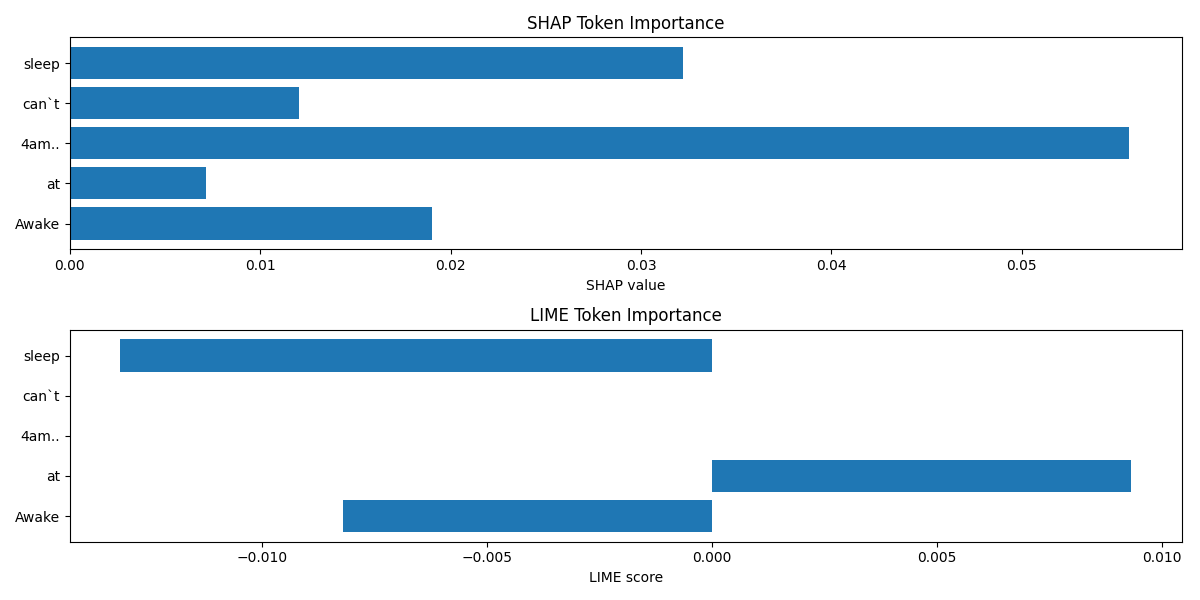 SHAP Token Importance
sleep
can`t
4am..
at
Awake
0.00 0.01 0.02 0.03 0.04 0.05
SHAP value
LIME Token Importance
sleep
can`t
4am..
at
Awake
−0.010 −0.005 0.000 0.005 0.010
LIME score